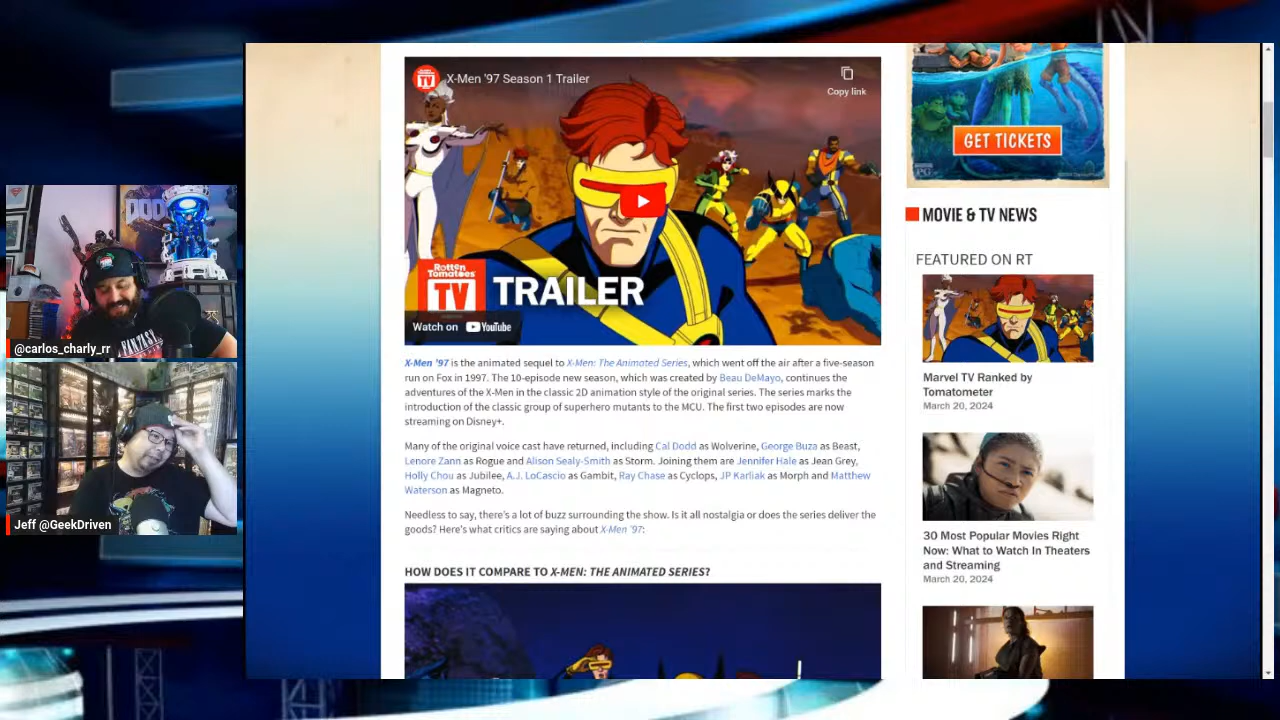 X-Men '97 Season 1 Trailer
Copy link
Rotten
Tomatoes
TV
TRAILER
Watch on YouTube
X-Men '97 is the animated sequel to X-Men: The Animated Series, which went off the air after a five-season
run on Fox in 1997. The 10-episode new season, which was created by Beau DeMayo, continues the
adventures of the X-Men in the classic 2D animation style of the original series. The series marks the
introduction of the classic group of superhero mutants to the MCU. The first two episodes are now
streaming on Disney+.
Many of the original voice cast have returned, including Cal Dodd as Wolverine, George Buza as Beast,
Lenore Zann as Rogue and Alison Sealy-Smith as Storm. Joining them are Jennifer Hale as Jean Grey,
Holly Chou as Jubilee, A.J. LoCascio as Gambit, Ray Chase as Cyclops, JP Karliak as Morph and Matthew
Waterson as Magneto.
Needless to say, there's a lot of buzz surrounding the show. Is it all nostalgia or does the series deliver the
goods? Here's what critics are saying about X-Men '97:
HOW DOES IT COMPARE TO X-MEN: THE ANIMATED SERIES?
GET TICKETS
PG
MOVIE & TV NEWS
FEATURED ON RT
Marvel TV Ranked by
Tomatometer
March 20, 2024
30 Most Popular Movies Right
Now: What to Watch In Theaters
and Streaming
March 20, 2024
DOOM
@carlos_charly_rr
Jeff @GeekDriven